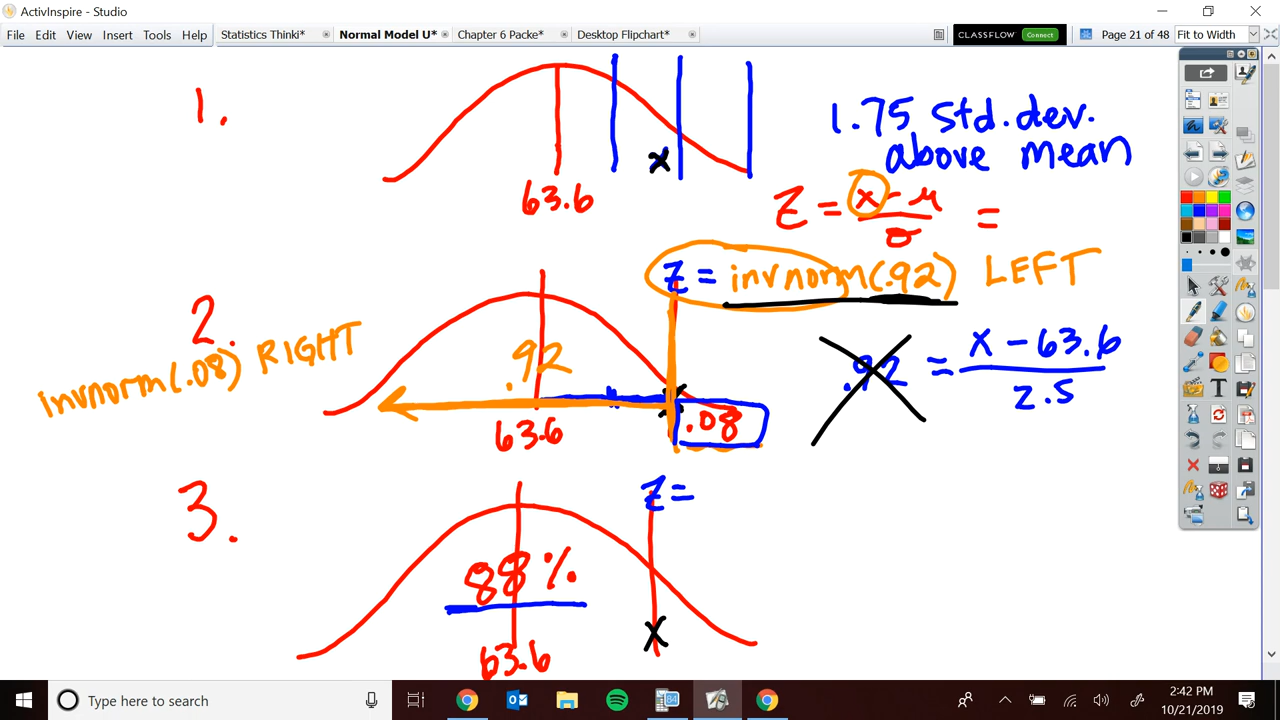 ActivInspire - Studio
File Edit View Insert Tools Help
Statistics Thinki* Normal Model U* Chapter 6 Packe* Desktop Flipchart*
CLASSFLOW Connect
Page 21 of 48 Fit to Width
1.
63.6
x
1.75 std.dev.
above mean
Z = x - μ / σ =
2.
z = invnorm(.92) LEFT
invnorm(.08) RIGHT
.92
63.6
.08
.92 = x - 63.6 / 2.5
3.
z =
88%
63.6
x
Type here to search
2:42 PM
10/21/2019